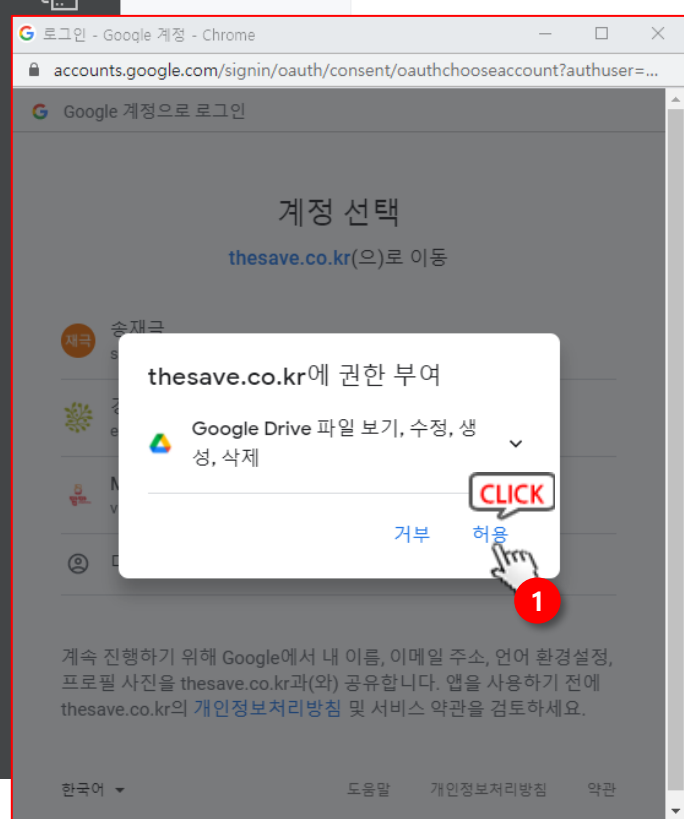 로그인 - Google 계정 - Chrome
accounts.google.com/signin/oauth/consent/oauthchooseaccount?authuser=...
Google 계정으로 로그인
계정 선택
thesave.co.kr(으)로 이동
재극
송재극
s
thesave.co.kr에 권한 부여
Google Drive 파일 보기, 수정, 생
성, 삭제
e
v
CLICK
거부 허용
1
계속 진행하기 위해 Google에서 내 이름, 이메일 주소, 언어 환경설정,
프로필 사진을 thesave.co.kr과(와) 공유합니다. 앱을 사용하기 전에
thesave.co.kr의 개인정보처리방침 및 서비스 약관을 검토하세요.
한국어 도움말 개인정보처리방침 약관